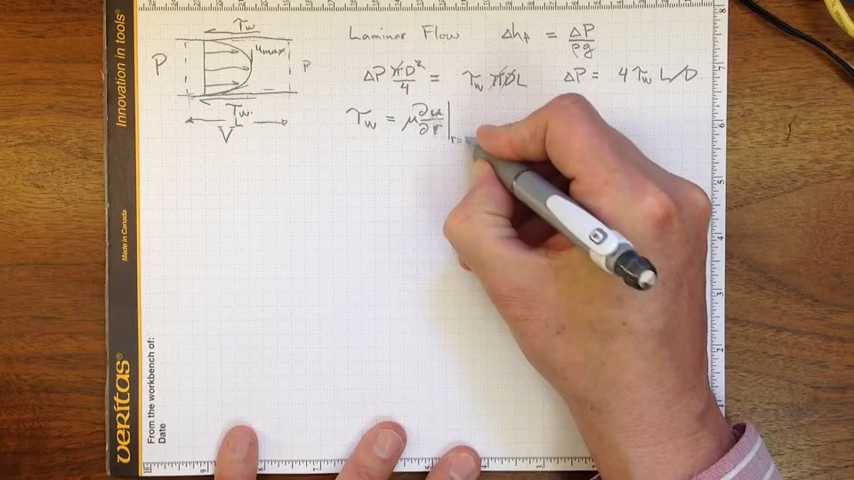 Innovation in tools™
Made in Canada
veritas®
From the workbench of:
Date
τw
P umax P
τw
L
V
Laminar Flow Δhf = ΔP/ρg
ΔP πD²/4 = τw πDL ΔP = 4 τw L/D
τw = μ ∂u/∂r |r=